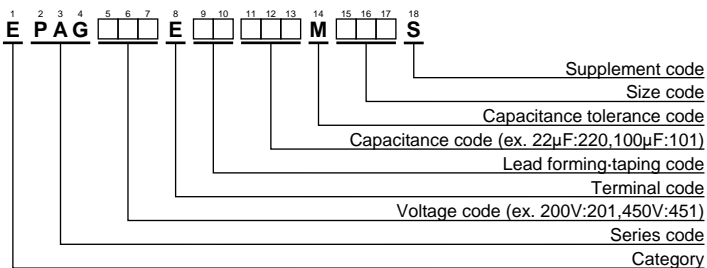 1 2 3 4 5 6 7 8 9 10 11 12 13 14 15 16 17 18
E PAG E M S
Supplement code
Size code
Capacitance tolerance code
Capacitance code (ex. 22µF:220,100µF:101)
Lead forming·taping code
Terminal code
Voltage code (ex. 200V:201,450V:451)
Series code
Category